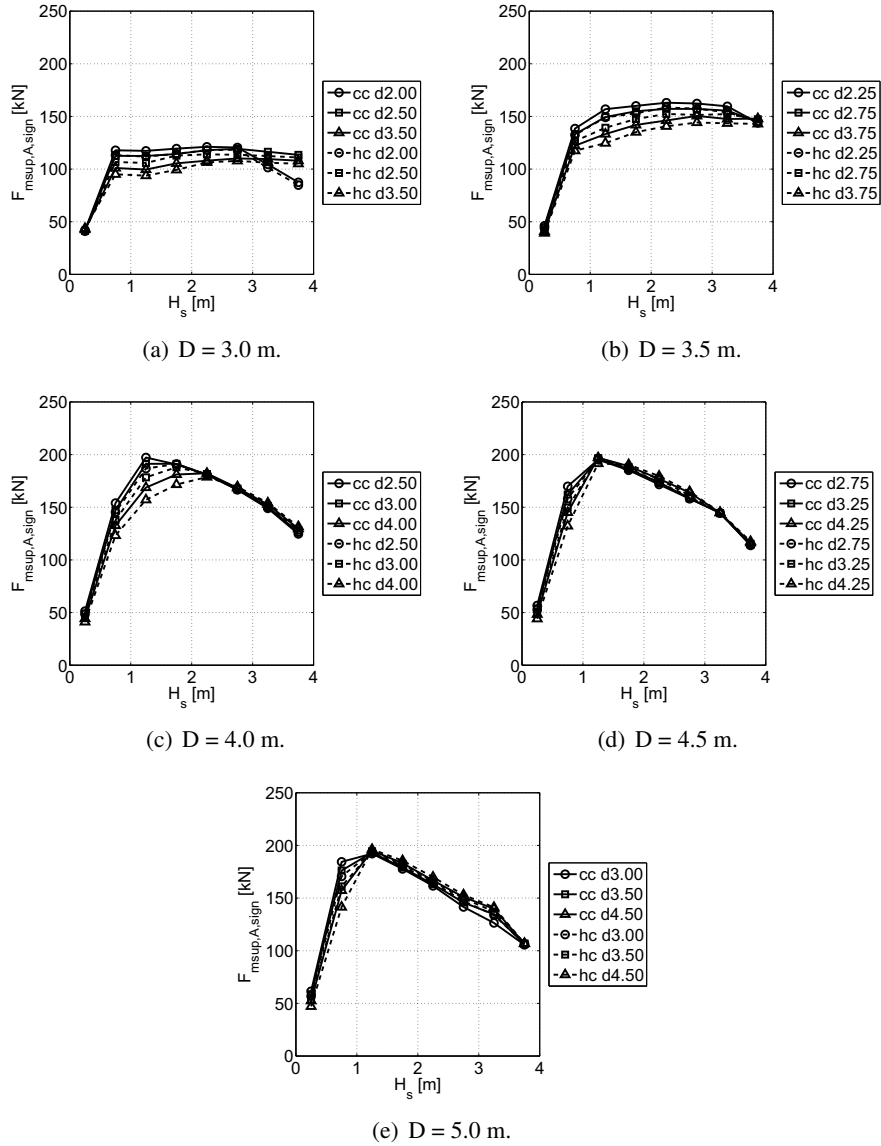 250
200
150
100
50
0
F_msup,A,sign [kN]
0 1 2 3 4
H_s [m]
cc d2.00
cc d2.50
cc d3.50
hc d2.00
hc d2.50
hc d3.50
(a) D = 3.0 m.
250
200
150
100
50
0
F_msup,A,sign [kN]
0 1 2 3 4
H_s [m]
cc d2.25
cc d2.75
cc d3.75
hc d2.25
hc d2.75
hc d3.75
(b) D = 3.5 m.
250
200
150
100
50
0
F_msup,A,sign [kN]
0 1 2 3 4
H_s [m]
cc d2.50
cc d3.00
cc d4.00
hc d2.50
hc d3.00
hc d4.00
(c) D = 4.0 m.
250
200
150
100
50
0
F_msup,A,sign [kN]
0 1 2 3 4
H_s [m]
cc d2.75
cc d3.25
cc d4.25
hc d2.75
hc d3.25
hc d4.25
(d) D = 4.5 m.
250
200
150
100
50
0
F_msup,A,sign [kN]
0 1 2 3 4
H_s [m]
cc d3.00
cc d3.50
cc d4.50
hc d3.00
hc d3.50
hc d4.50
(e) D = 5.0 m.